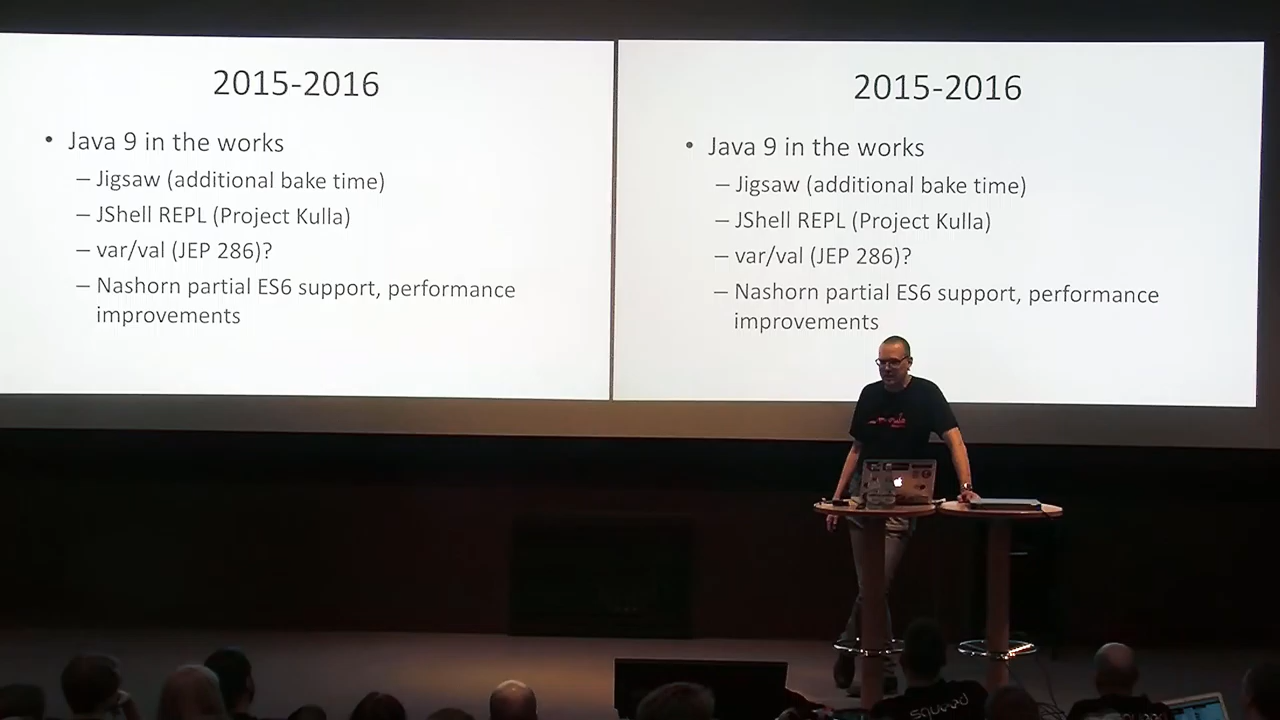 2015-2016
• Java 9 in the works
– Jigsaw (additional bake time)
– JShell REPL (Project Kulla)
– var/val (JEP 286)?
– Nashorn partial ES6 support, performance
improvements
2015-2016
• Java 9 in the works
– Jigsaw (additional bake time)
– JShell REPL (Project Kulla)
– var/val (JEP 286)?
– Nashorn partial ES6 support, performance
improvements
squeed